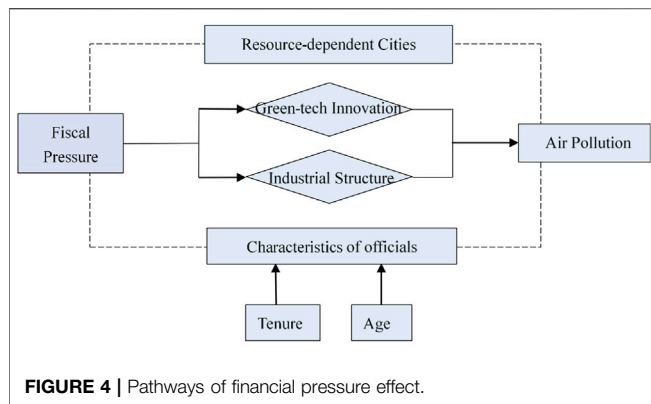 Resource-dependent Cities
Green-tech Innovation
Fiscal
Pressure
Air Pollution
Industrial Structure
Characteristics of officials
Tenure
Age
FIGURE 4 | Pathways of financial pressure effect.